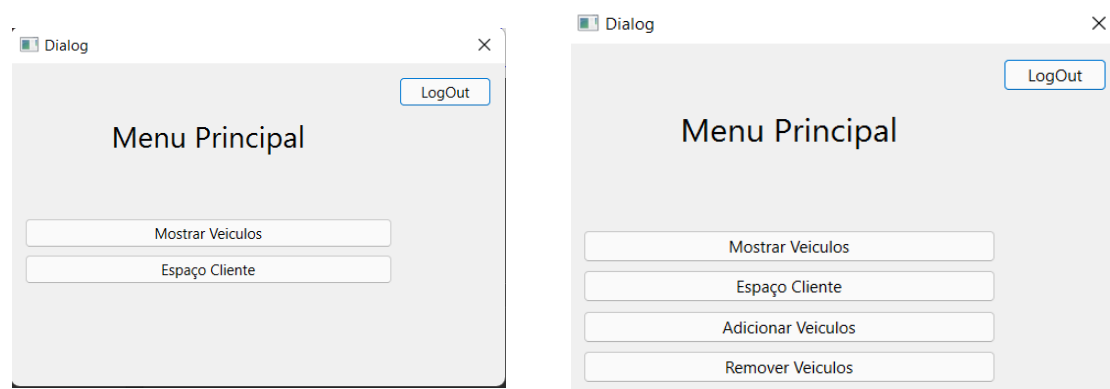 Dialog
LogOut
Menu Principal
Mostrar Veiculos
Espaço Cliente
Dialog
LogOut
Menu Principal
Mostrar Veiculos
Espaço Cliente
Adicionar Veiculos
Remover Veiculos